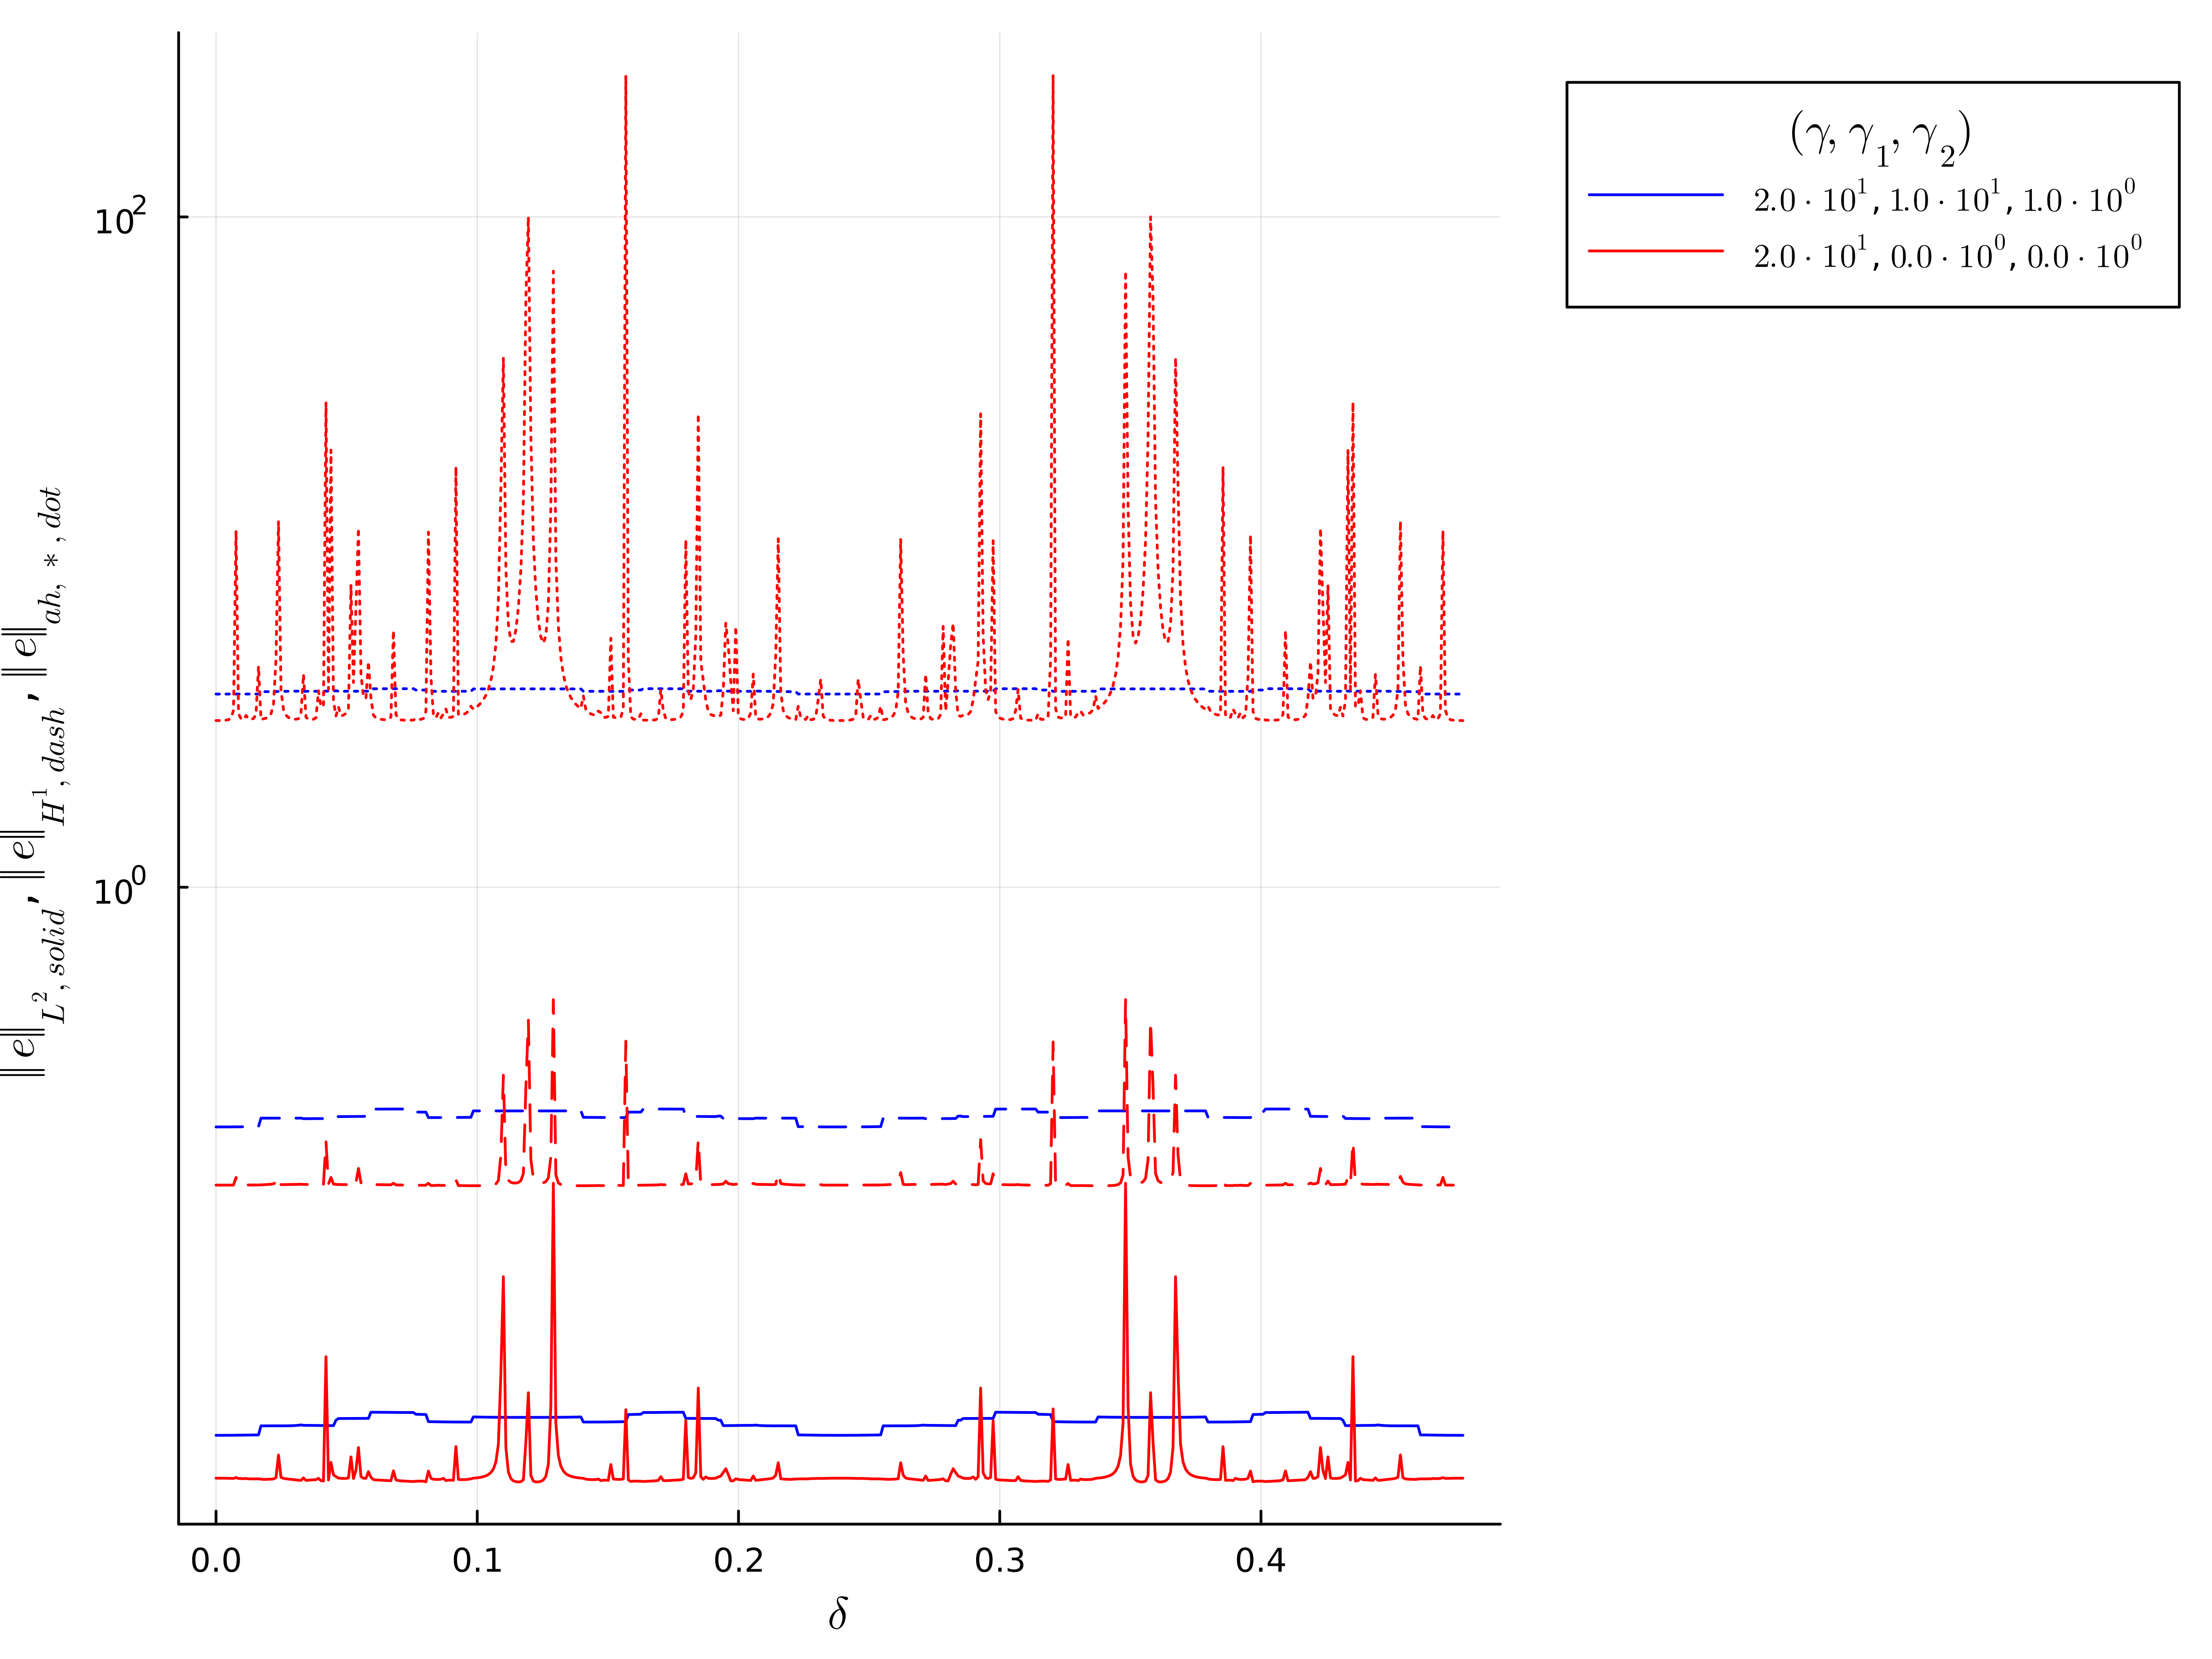 ‖e‖_{L^2, solid}, ‖e‖_{H^1, dash}, ‖e‖_{ah, *, dot}
10^2
10^0
0.0 0.1 0.2 0.3 0.4
δ
(γ, γ_1, γ_2)
2.0 · 10^1, 1.0 · 10^1, 1.0 · 10^0
2.0 · 10^1, 0.0 · 10^0, 0.0 · 10^0